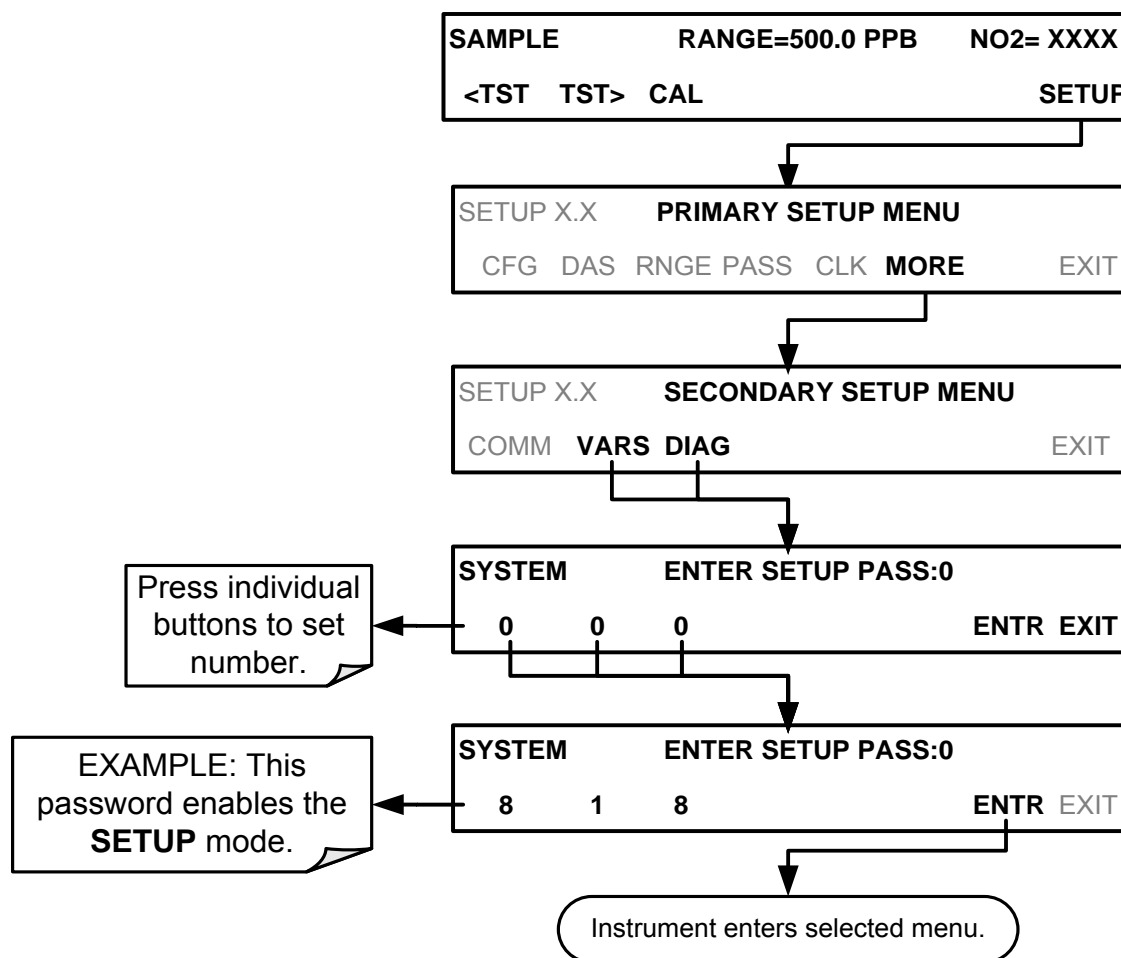 SAMPLE RANGE=500.0 PPB NO2= XXXX
<TST TST> CAL SETUP
SETUP X.X PRIMARY SETUP MENU
CFG DAS RNGE PASS CLK MORE EXIT
SETUP X.X SECONDARY SETUP MENU
COMM VARS DIAG EXIT
SYSTEM ENTER SETUP PASS:0
0 0 0 ENTR EXIT
Press individual
buttons to set
number.
SYSTEM ENTER SETUP PASS:0
8 1 8 ENTR EXIT
EXAMPLE: This
password enables the
SETUP mode.
Instrument enters selected menu.